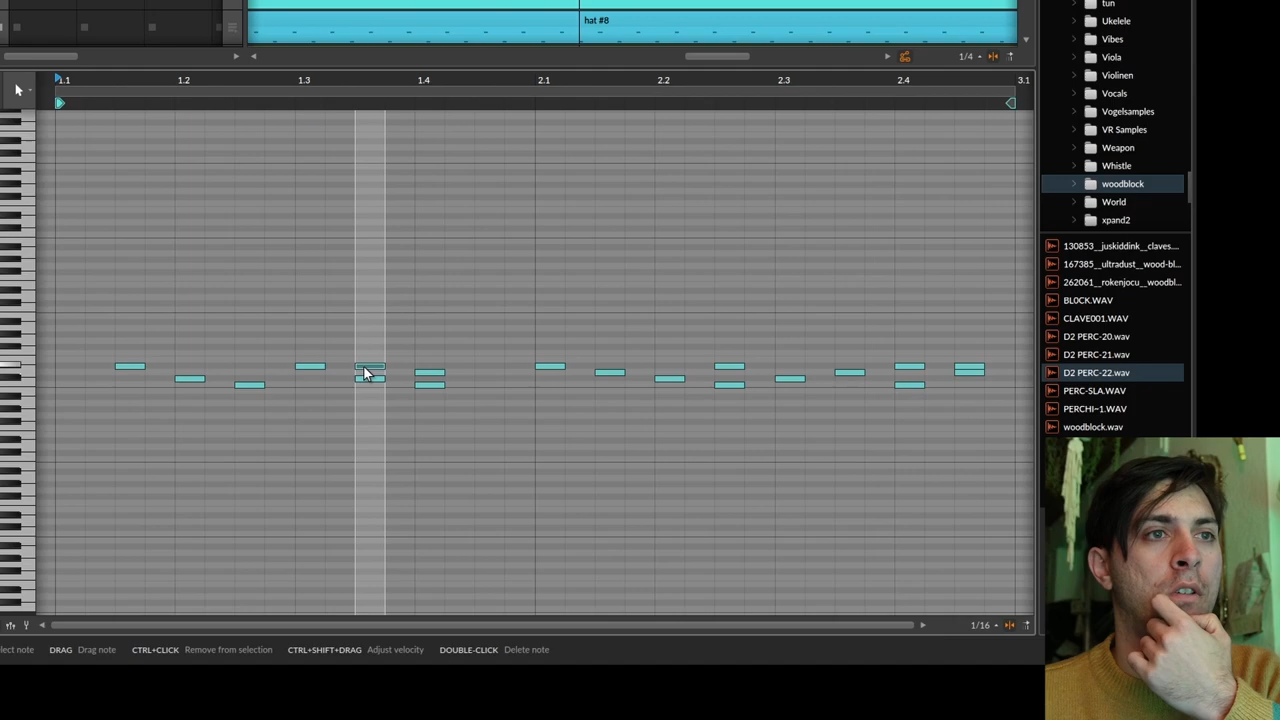 hat #8
1/4
1.1 1.2 1.3 1.4 2.1 2.2 2.3 2.4 3.1
tun
Ukelele
Vibes
Viola
Violinen
Vocals
Vogelsamples
VR Samples
Weapon
Whistle
woodblock
World
xpand2
130853__juskiddink__claves....
167385__ultradust__wood-bl...
262061__rokenjocu__woodbl...
BLOCK.WAV
CLAVE001.WAV
D2 PERC-20.wav
D2 PERC-21.wav
D2 PERC-22.wav
PERC-SLA.WAV
PERCHI~1.WAV
woodblock.wav
1/16
lect note DRAG Drag note CTRL+CLICK Remove from selection CTRL+SHIFT+DRAG Adjust velocity DOUBLE-CLICK Delete note